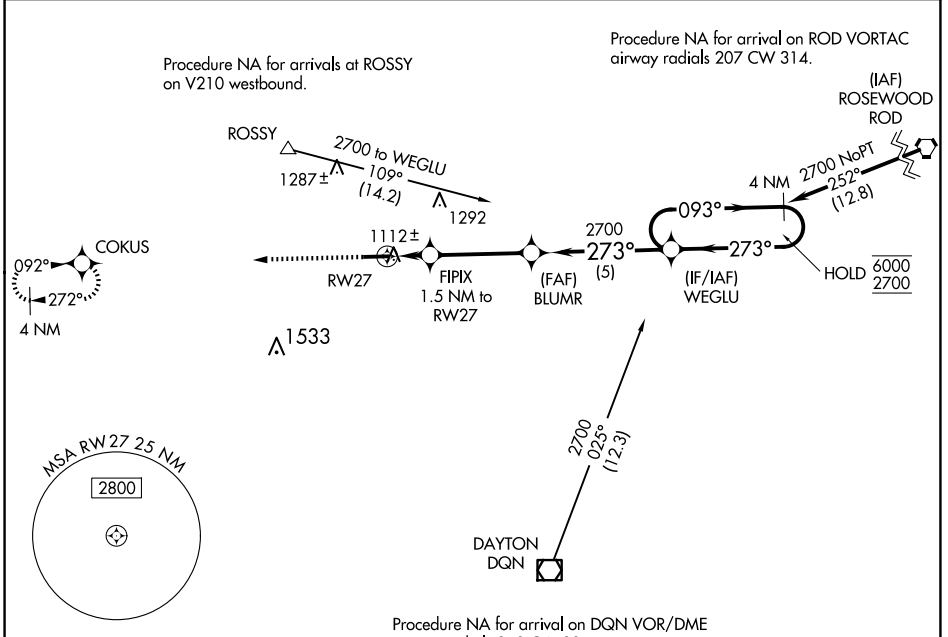 Procedure NA for arrivals at ROSSY
on V210 westbound.
Procedure NA for arrival on ROD VORTAC
airway radials 207 CW 314.
(IAF)
ROSEWOOD
ROD
ROSSY
2700 to WEGLU
109°
(14.2)
1287±
1292
2700 NoPT
252°
(12.8)
4 NM
093°
COKUS
092°
272°
4 NM
1112±
RW27
FIPIX
1.5 NM to
RW27
(FAF)
BLUMR
2700
273°
(5)
273°
(IF/IAF)
WEGLU
HOLD
6000
2700
1533
MSA RW27 25 NM
2800
2700
025°
(12.3)
DAYTON
DQN
Procedure NA for arrival on DQN VOR/DME